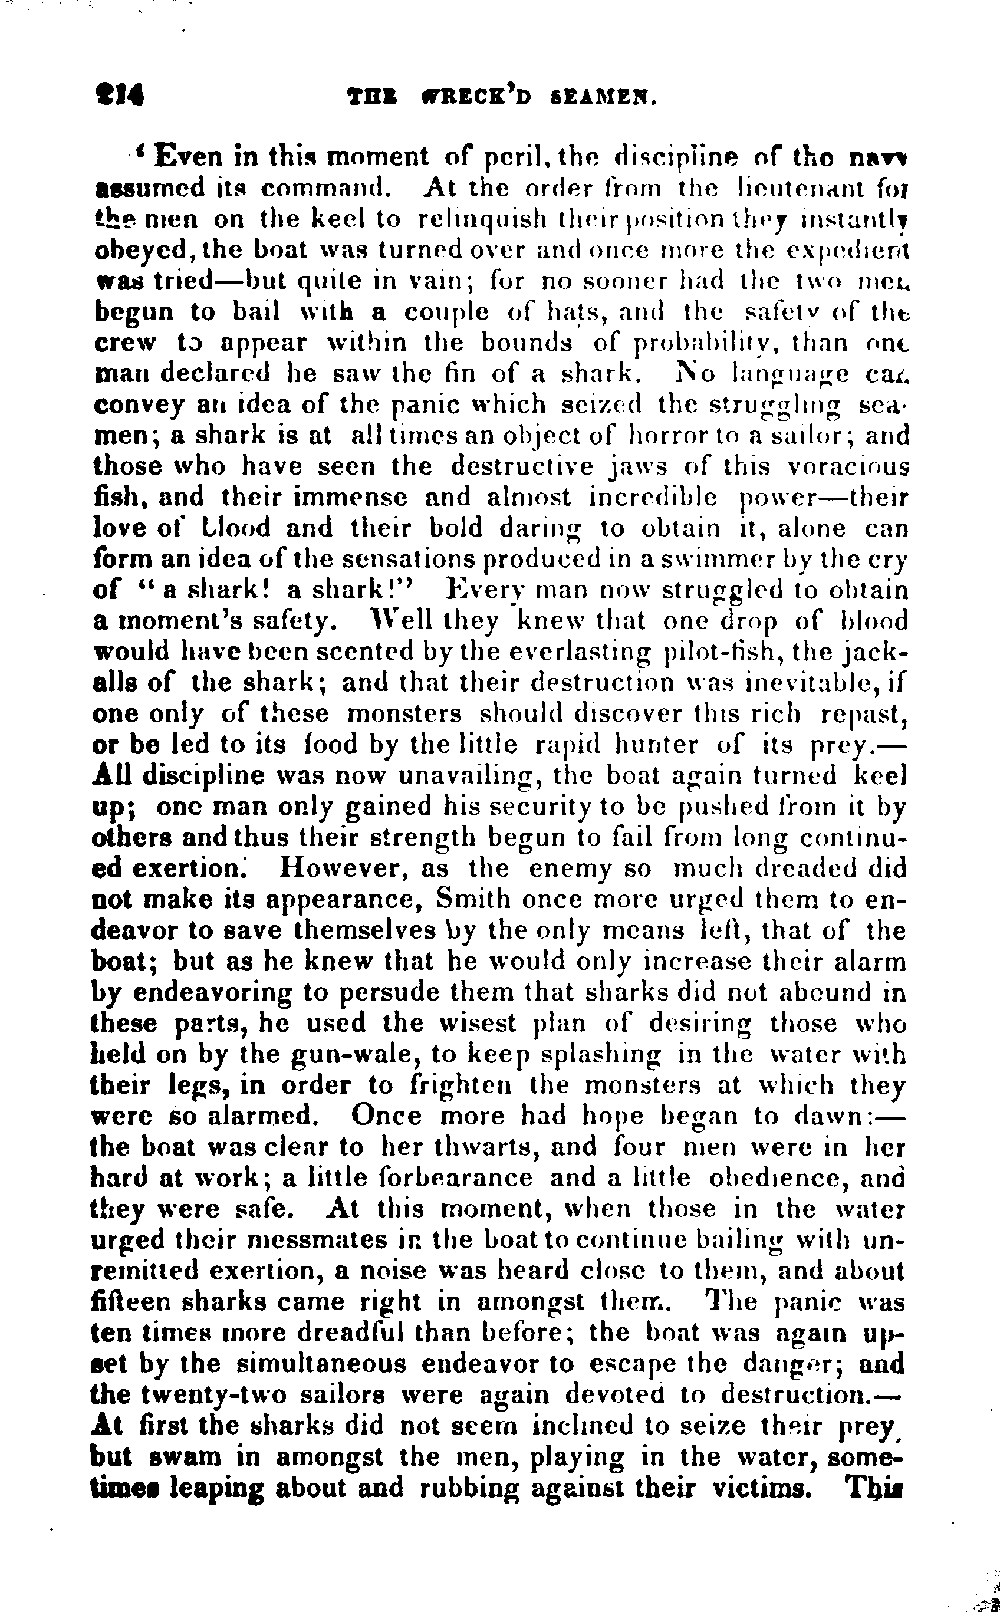 214 THE WRECK'D SEAMEN.
‘ Even in this moment of peril, the discipline of the navy
assumed its command. At the order from the lieutenant for
the men on the keel to relinquish their position they instantly
obeyed, the boat was turned over and once more the expedient
was tried—but quite in vain; for no sooner had the two men
begun to bail with a couple of hats, and the safety of the
crew to appear within the bounds of probability, than one
man declared he saw the fin of a shark. No language can
convey an idea of the panic which seized the struggling sea-
men; a shark is at all times an object of horror to a sailor; and
those who have seen the destructive jaws of this voracious
fish, and their immense and almost incredible power—their
love of blood and their bold daring to obtain it, alone can
form an idea of the sensations produced in a swimmer by the cry
of “ a shark! a shark!” Every man now struggled to obtain
a moment's safety. Well they knew that one drop of blood
would have been scented by the everlasting pilot-fish, the jack-
alls of the shark; and that their destruction was inevitable, if
one only of these monsters should discover this rich repast,
or be led to its food by the little rapid hunter of its prey.—
All discipline was now unavailing, the boat again turned keel
up; one man only gained his security to be pushed from it by
others and thus their strength begun to fail from long continu-
ed exertion. However, as the enemy so much dreaded did
not make its appearance, Smith once more urged them to en-
deavor to save themselves by the only means left, that of the
boat; but as he knew that he would only increase their alarm
by endeavoring to persude them that sharks did not abound in
these parts, he used the wisest plan of desiring those who
held on by the gun-wale, to keep splashing in the water with
their legs, in order to frighten the monsters at which they
were so alarmed. Once more had hope began to dawn:—
the boat was clear to her thwarts, and four men were in her
hard at work; a little forbearance and a little obedience, and
they were safe. At this moment, when those in the water
urged their messmates in the boat to continue bailing with un-
remitted exertion, a noise was heard close to them, and about
fifteen sharks came right in amongst them. The panic was
ten times more dreadful than before; the boat was again up-
set by the simultaneous endeavor to escape the danger; and
the twenty-two sailors were again devoted to destruction.—
At first the sharks did not seem inclined to seize their prey,
but swam in amongst the men, playing in the water, some-
times leaping about and rubbing against their victims. This